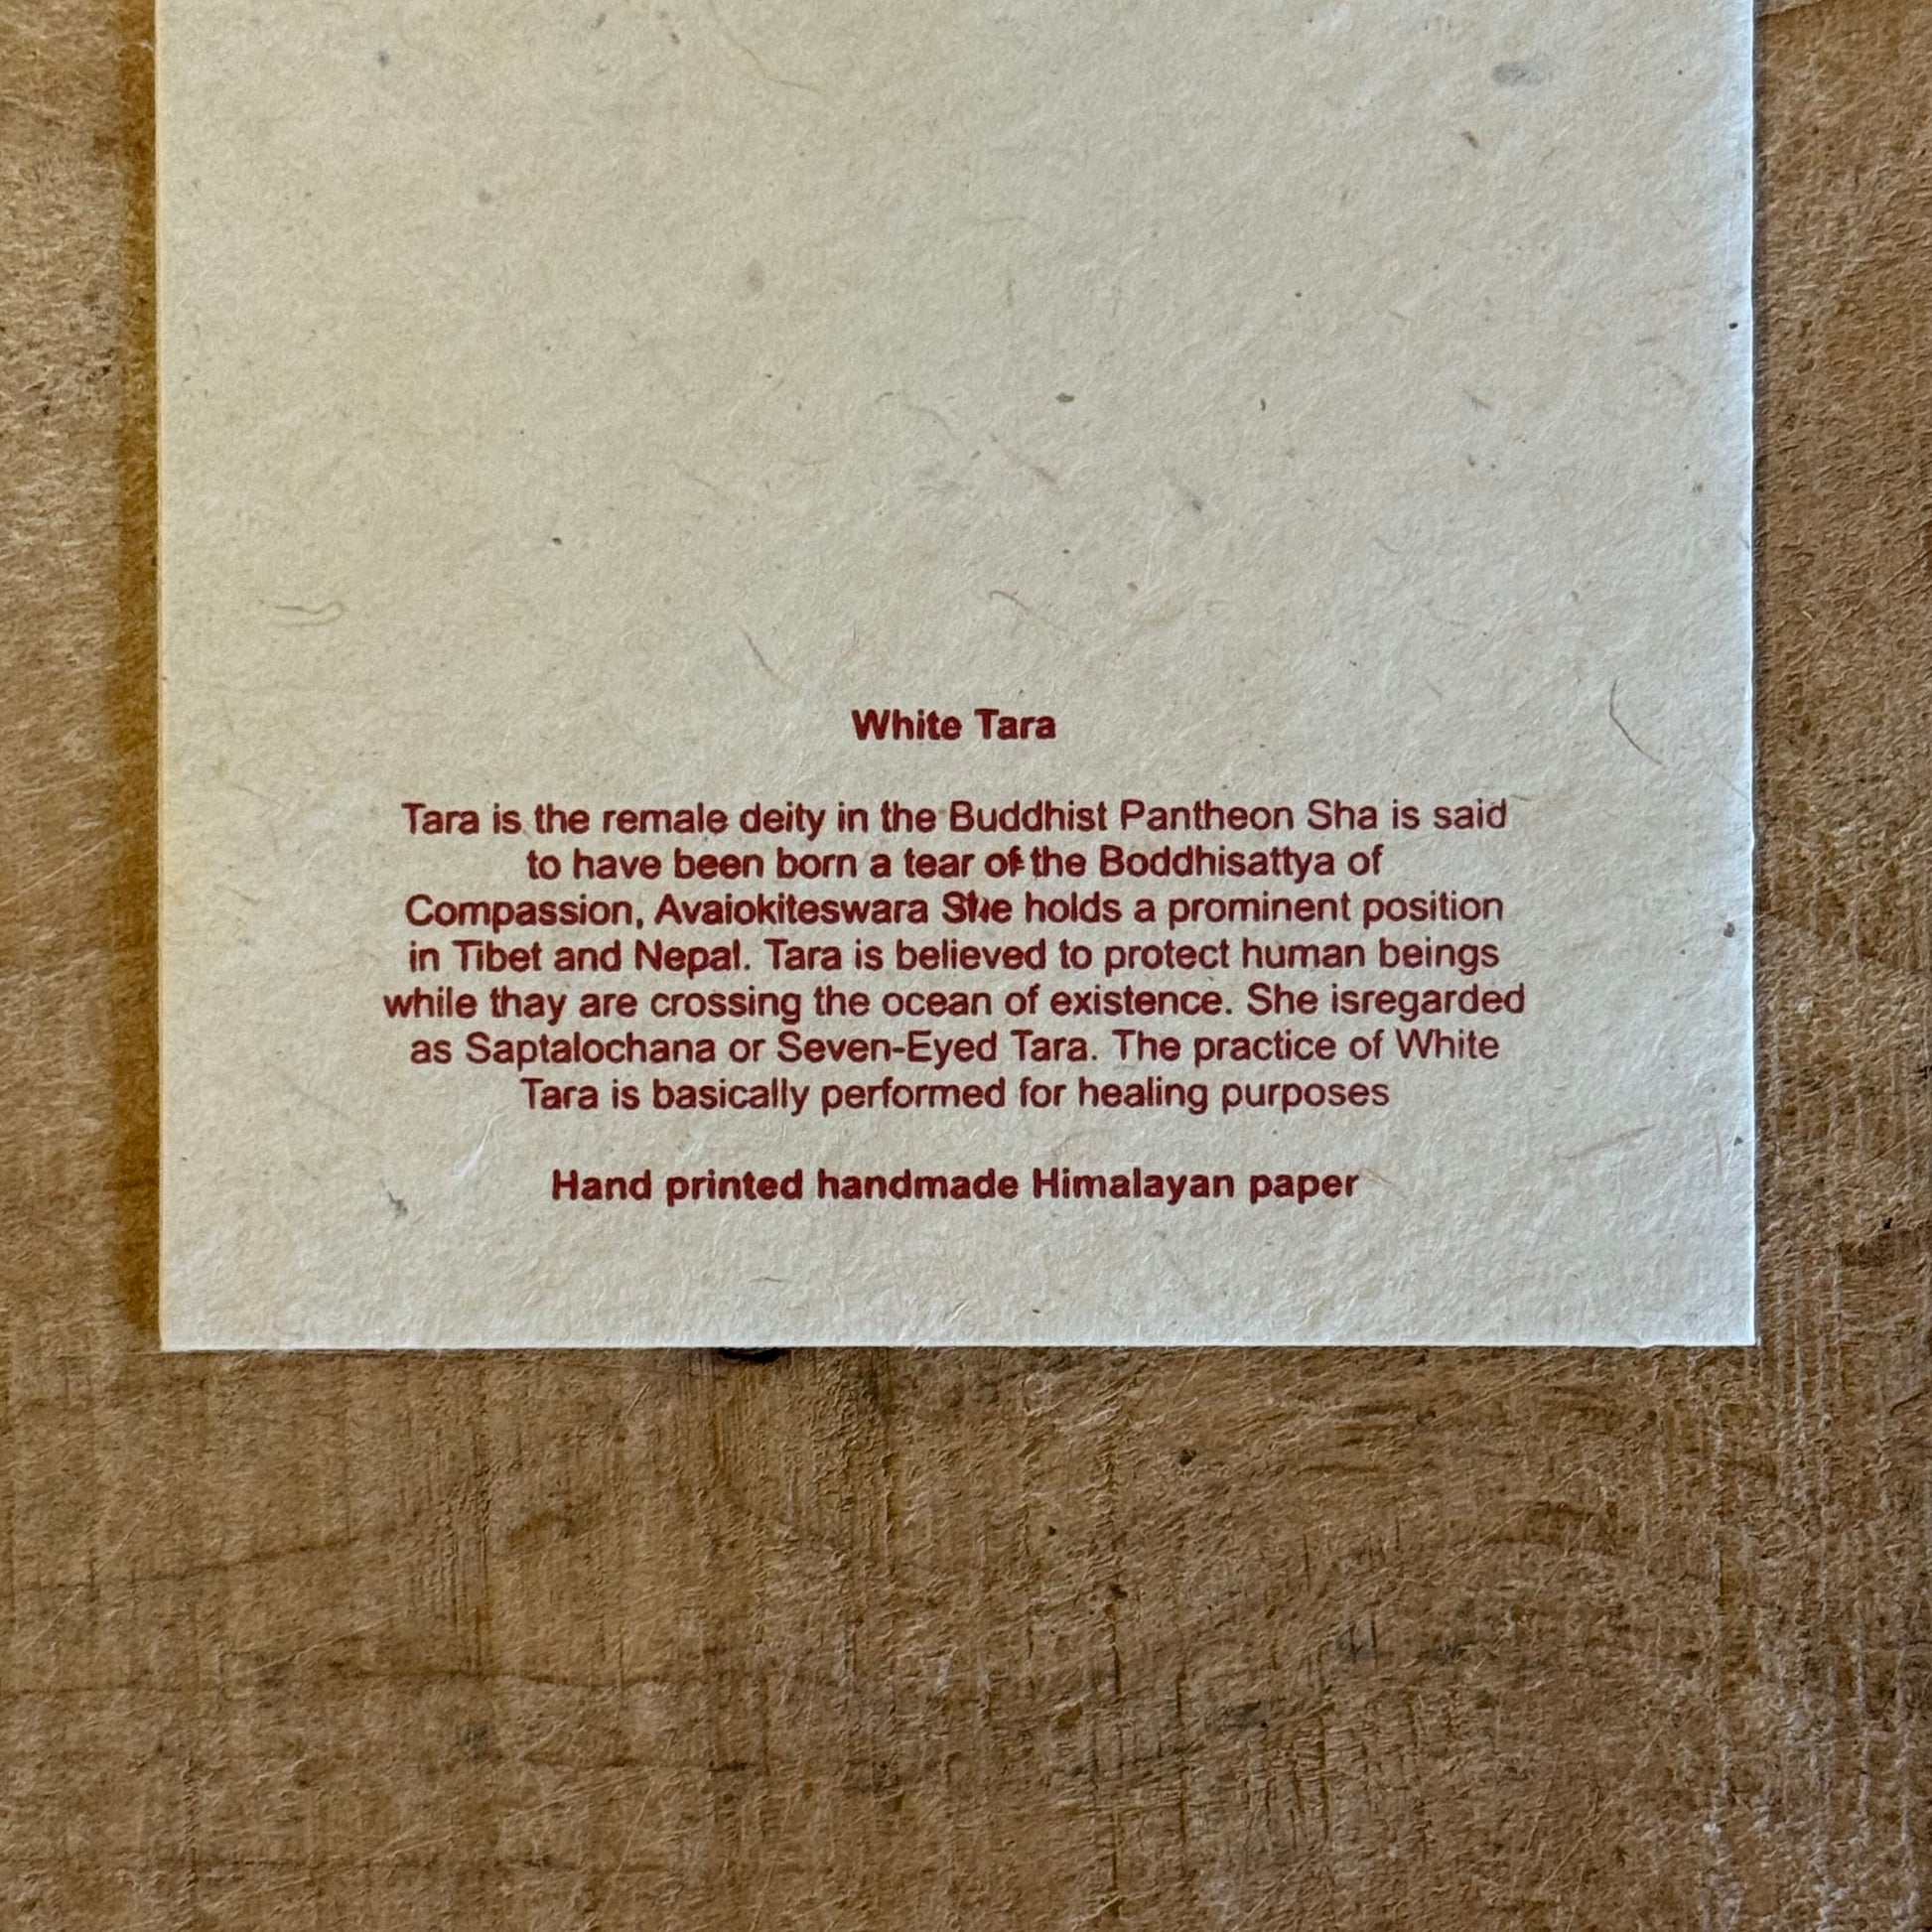 White Tara
Tara is the remale deity in the Buddhist Pantheon Sha is said
to have been born a tear of the Boddhisattya of
Compassion, Avaiokiteswara She holds a prominent position
in Tibet and Nepal. Tara is believed to protect human beings
while thay are crossing the ocean of existence. She isregarded
as Saptalochana or Seven-Eyed Tara. The practice of White
Tara is basically performed for healing purposes
Hand printed handmade Himalayan paper